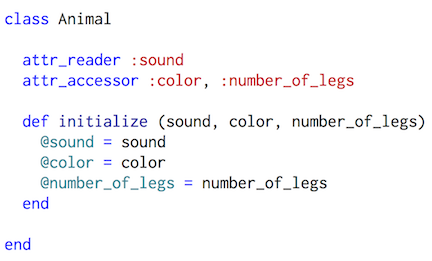 class Animal
attr_reader :sound
attr_accessor :color, :number_of_legs
def initialize (sound, color, number_of_legs)
@sound = sound
@color = color
@number_of_legs = number_of_legs
end
end